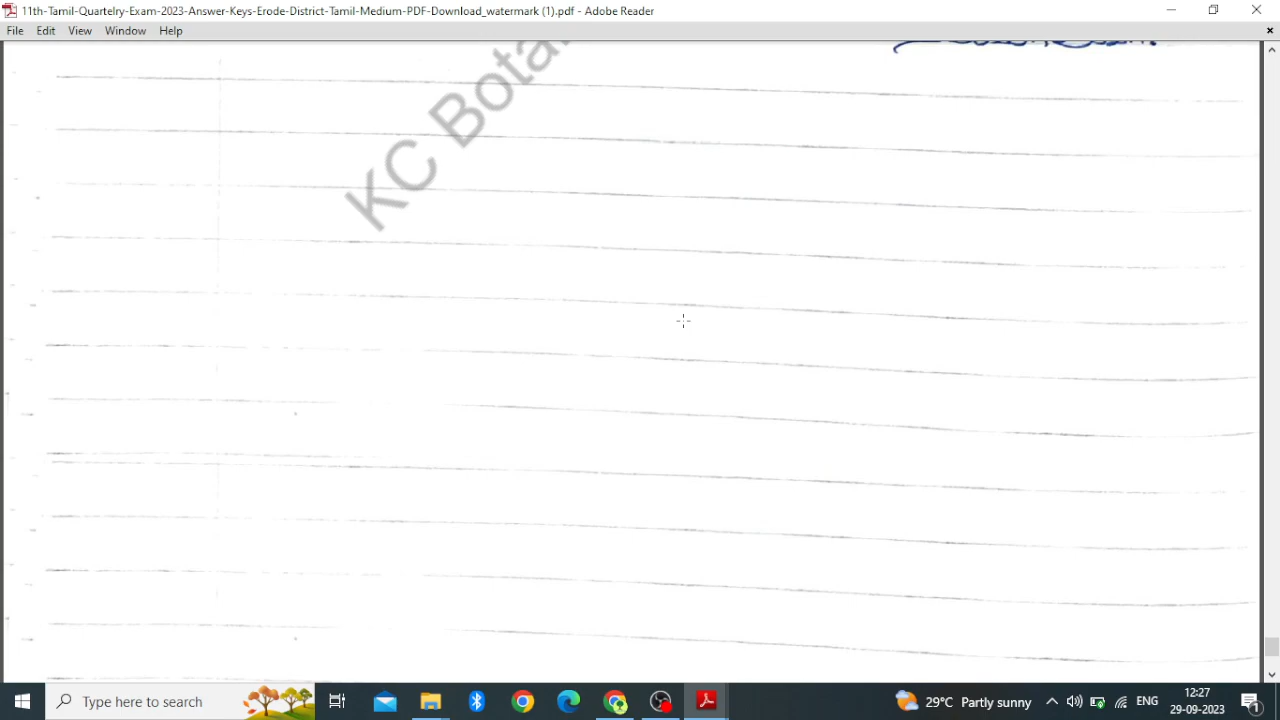 11th-Tamil-Quartelry-Exam-2023-Answer-Keys-Erode-District-Tamil-Medium-PDF-Download_watermark (1).pdf - Adobe Reader
File Edit View Window Help
KC Bota
Type here to search
29°C Partly sunny
ENG
12:27
29-09-2023
1